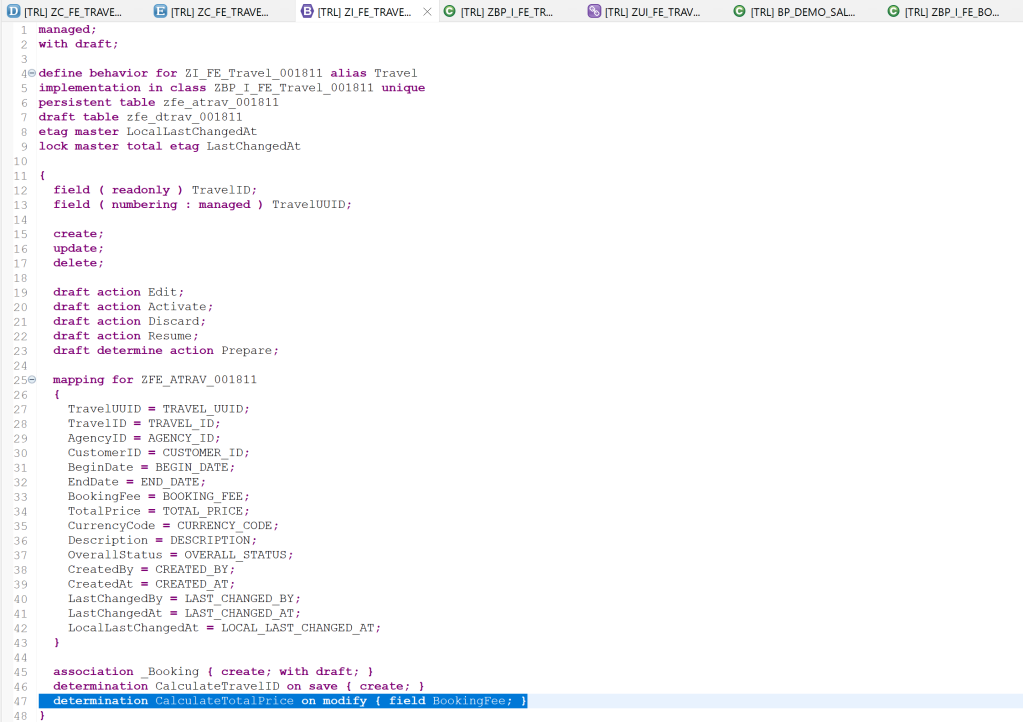 [TRL] ZC_FE_TRAVE...
[TRL] ZC_FE_TRAVE...
[TRL] ZI_FE_TRAVE...
[TRL] ZBP_I_FE_TR...
[TRL] ZUI_FE_TRAV...
[TRL] BP_DEMO_SAL...
[TRL] ZBP_I_FE_BO...
1 managed;
2 with draft;
3
4 define behavior for ZI_FE_Travel_001811 alias Travel
5 implementation in class ZBP_I_FE_Travel_001811 unique
6 persistent table zfe_atrav_001811
7 draft table zfe_dtrav_001811
8 etag master LocalLastChangedAt
9 lock master total etag LastChangedAt
10
11 {
12 field ( readonly ) TravelID;
13 field ( numbering : managed ) TravelUUID;
14
15 create;
16 update;
17 delete;
18
19 draft action Edit;
20 draft action Activate;
21 draft action Discard;
22 draft action Resume;
23 draft determine action Prepare;
24
25 mapping for ZFE_ATRAV_001811
26 {
27 TravelUUID = TRAVEL_UUID;
28 TravelID = TRAVEL_ID;
29 AgencyID = AGENCY_ID;
30 CustomerID = CUSTOMER_ID;
31 BeginDate = BEGIN_DATE;
32 EndDate = END_DATE;
33 BookingFee = BOOKING_FEE;
34 TotalPrice = TOTAL_PRICE;
35 CurrencyCode = CURRENCY_CODE;
36 Description = DESCRIPTION;
37 OverallStatus = OVERALL_STATUS;
38 CreatedBy = CREATED_BY;
39 CreatedAt = CREATED_AT;
40 LastChangedBy = LAST_CHANGED_BY;
41 LastChangedAt = LAST_CHANGED_AT;
42 LocalLastChangedAt = LOCAL_LAST_CHANGED_AT;
43 }
44
45 association _Booking { create; with draft; }
46 determination CalculateTravelID on save { create; }
47 determination CalculateTotalPrice on modify { field BookingFee; }
48 }